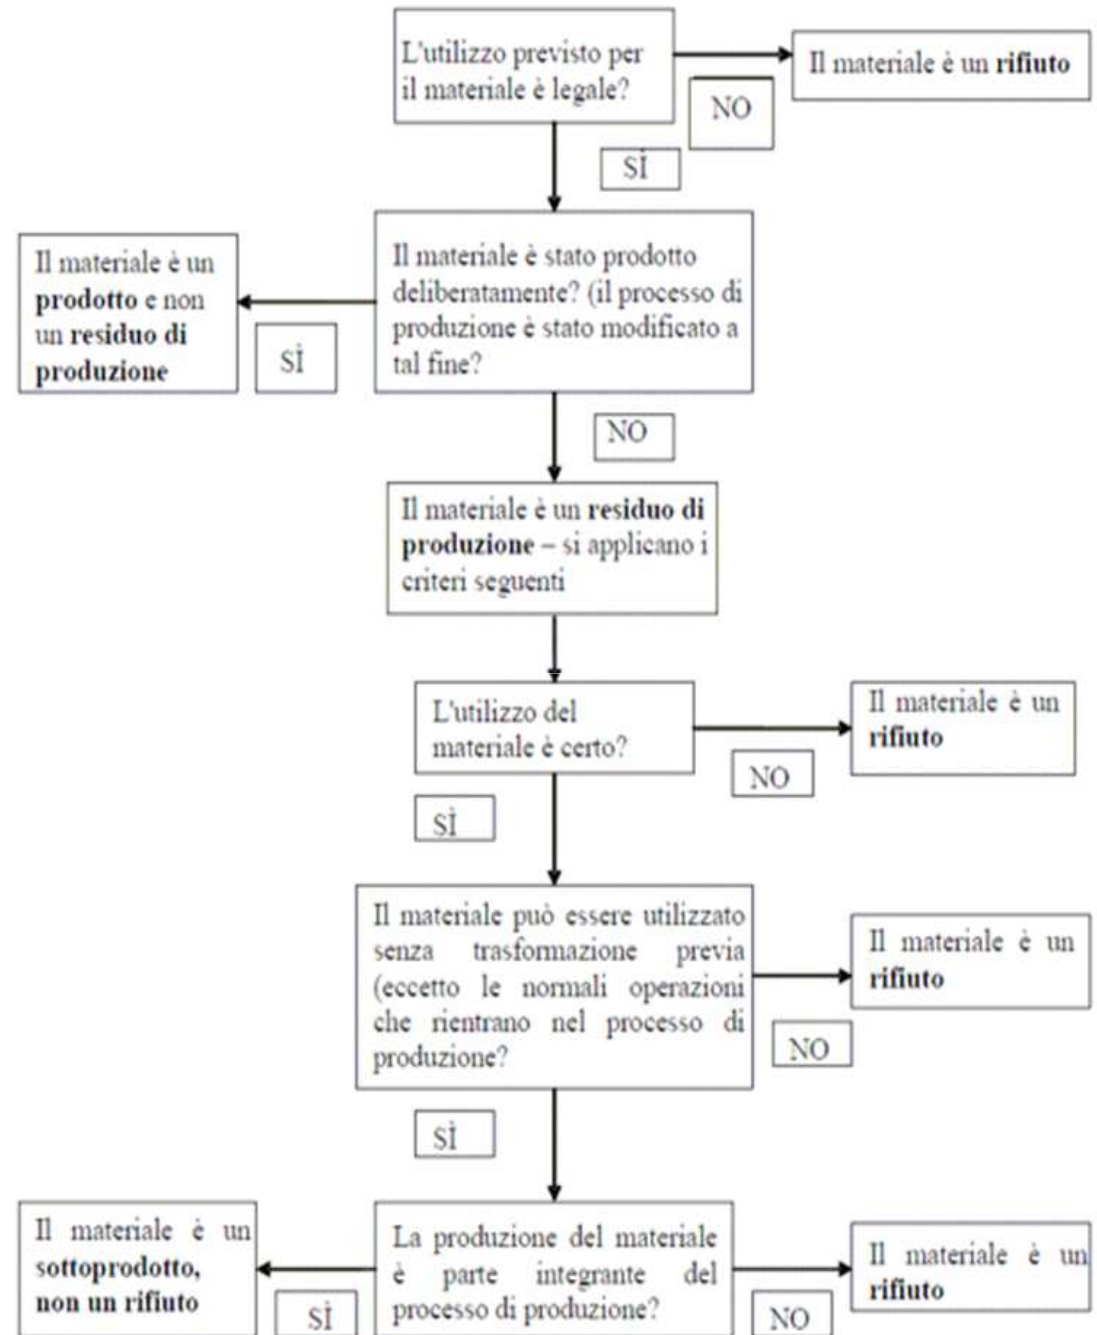 L'utilizzo previsto per
il materiale è legale?
Il materiale è un rifiuto
NO
SÌ
Il materiale è stato prodotto
deliberatamente? (il processo di
produzione è stato modificato a
tal fine?
Il materiale è un
prodotto e non
un residuo di
produzione
SÌ
NO
Il materiale è un residuo di
produzione – si applicano i
criteri seguenti
L'utilizzo del
materiale è certo?
Il materiale è un
rifiuto
NO
SÌ
Il materiale può essere utilizzato
senza trasformazione previa
(eccetto le normali operazioni
che rientrano nel processo di
produzione?
Il materiale è un
rifiuto
NO
SÌ
Il materiale è un
sottoprodotto,
non un rifiuto
SÌ
La produzione del materiale
è parte integrante del
processo di produzione?
Il materiale è un
rifiuto
NO